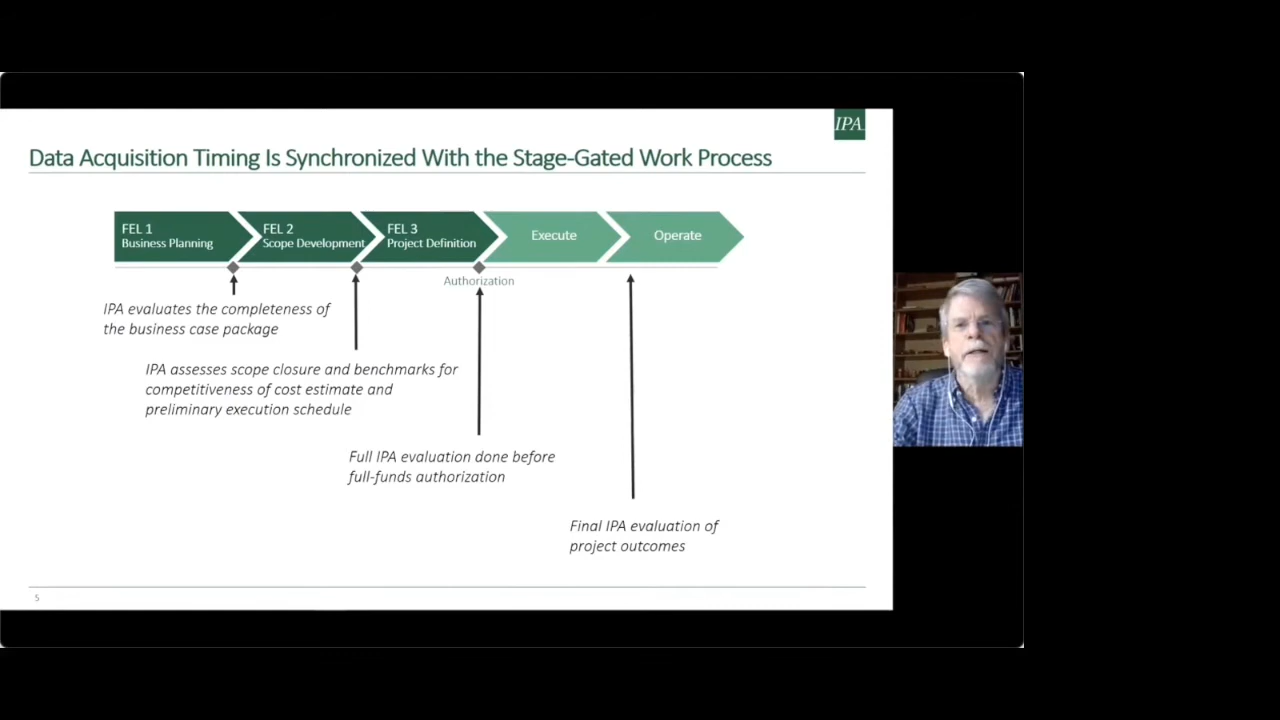 IPA
Data Acquisition Timing Is Synchronized With the Stage-Gated Work Process
FEL 1
Business Planning
FEL 2
Scope Development
FEL 3
Project Definition
Execute
Operate
Authorization
IPA evaluates the completeness of
the business case package
IPA assesses scope closure and benchmarks for
competitiveness of cost estimate and
preliminary execution schedule
Full IPA evaluation done before
full-funds authorization
Final IPA evaluation of
project outcomes
5